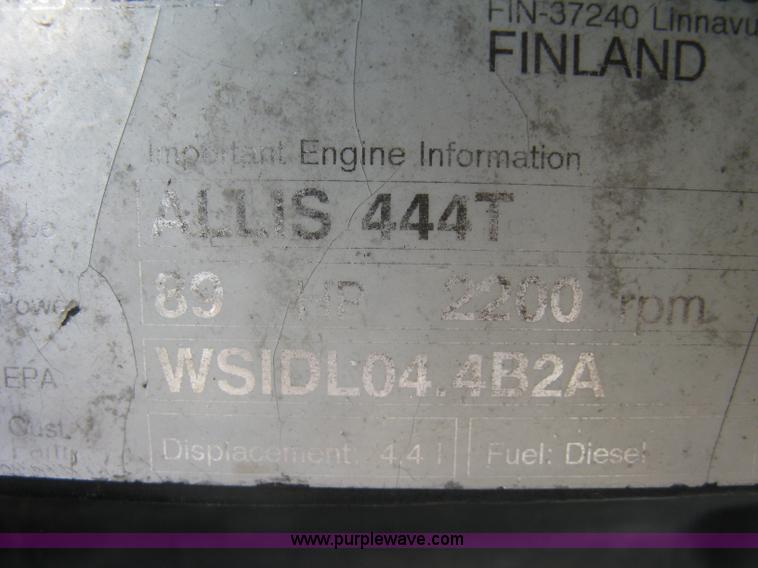 FIN-37240 Linnavu
FINLAND
Important Engine Information
ALLIS 444T
Power 89 HP 2200 rpm
EPA WSIDL04.4B2A
Cust.
Displacement: 4.4 l Fuel: Diesel
www.purplewave.com